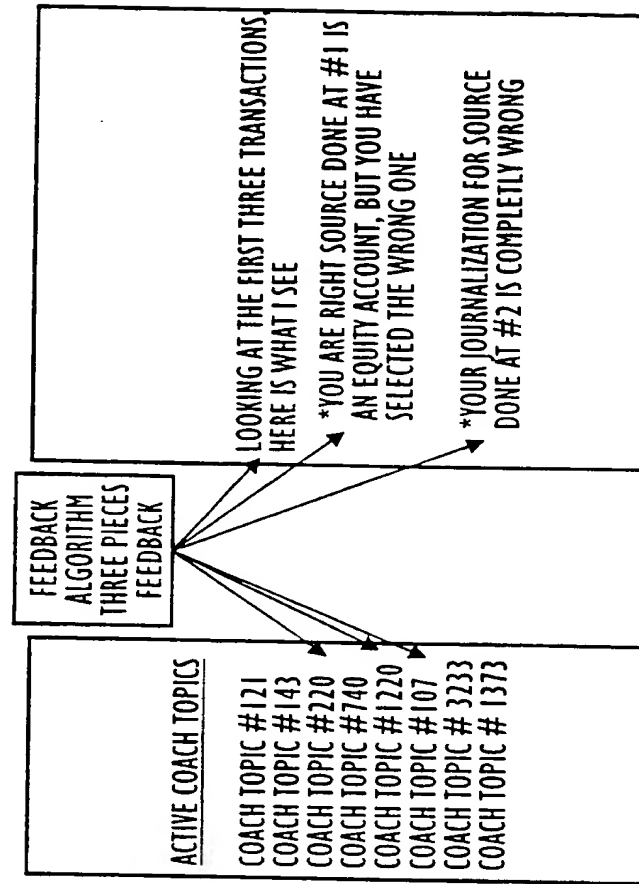 ACTIVE COACH TOPICS
COACH TOPIC #121
COACH TOPIC #143
COACH TOPIC #220
COACH TOPIC #740
COACH TOPIC #1220
COACH TOPIC #107
COACH TOPIC # 3233
COACH TOPIC # 1373
FEEDBACK
ALGORITHM
THREE PIECES
FEEDBACK
LOOKING AT THE FIRST THREE TRANSACTIONS,
HERE IS WHAT I SEE
*YOU ARE RIGHT SOURCE DONE AT #1 IS
AN EQUITY ACCOUNT, BUT YOU HAVE
SELECTED THE WRONG ONE
*YOUR JOURNALIZATION FOR SOURCE
DONE AT #2 IS COMPLETLY WRONG